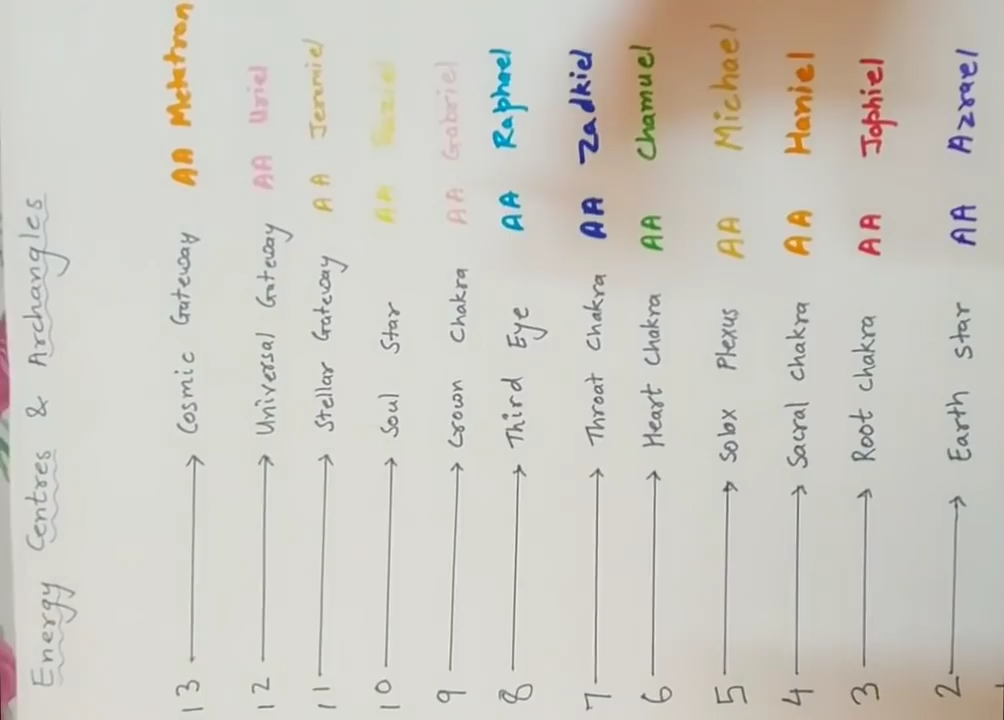 Energy Centres & Archangles
13 → Cosmic Gateway AA Metatron
12 → Universal Gateway AA Uriel
11 → Stellar Gateway AA Jeremiel
10 → Soul Star AA
9 → Crown Chakra AA Gabriel
8 → Third Eye AA Raphael
7 → Throat Chakra AA Zadkiel
6 → Heart Chakra AA Chamuel
5 → Solar Plexus AA Michael
4 → Sacral Chakra AA Haniel
3 → Root Chakra AA Jophiel
2 → Earth Star AA Azrael